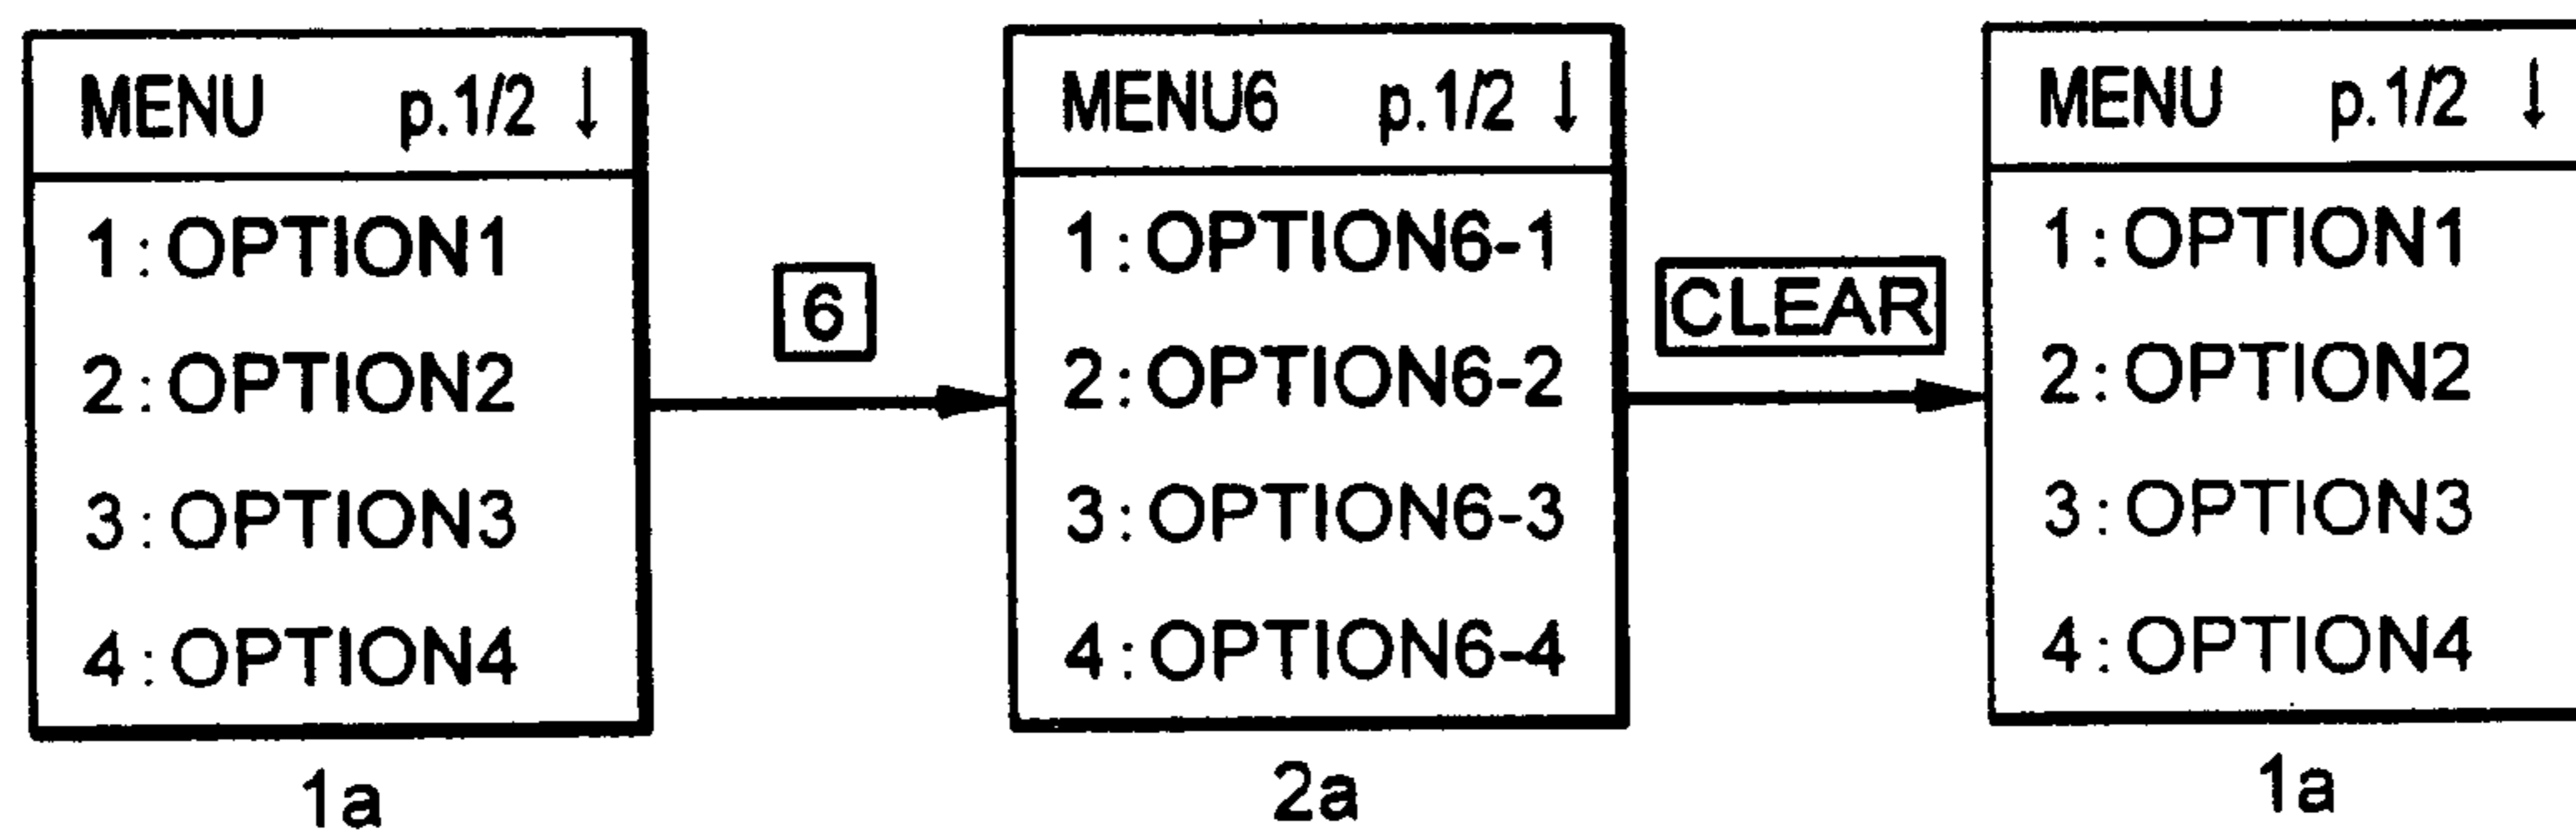 MENU p.1/2 ↓
1:OPTION1
2:OPTION2
3:OPTION3
4:OPTION4
1a
6
MENU6 p.1/2 ↓
1:OPTION6-1
2:OPTION6-2
3:OPTION6-3
4:OPTION6-4
2a
CLEAR
MENU p.1/2 ↓
1:OPTION1
2:OPTION2
3:OPTION3
4:OPTION4
1a